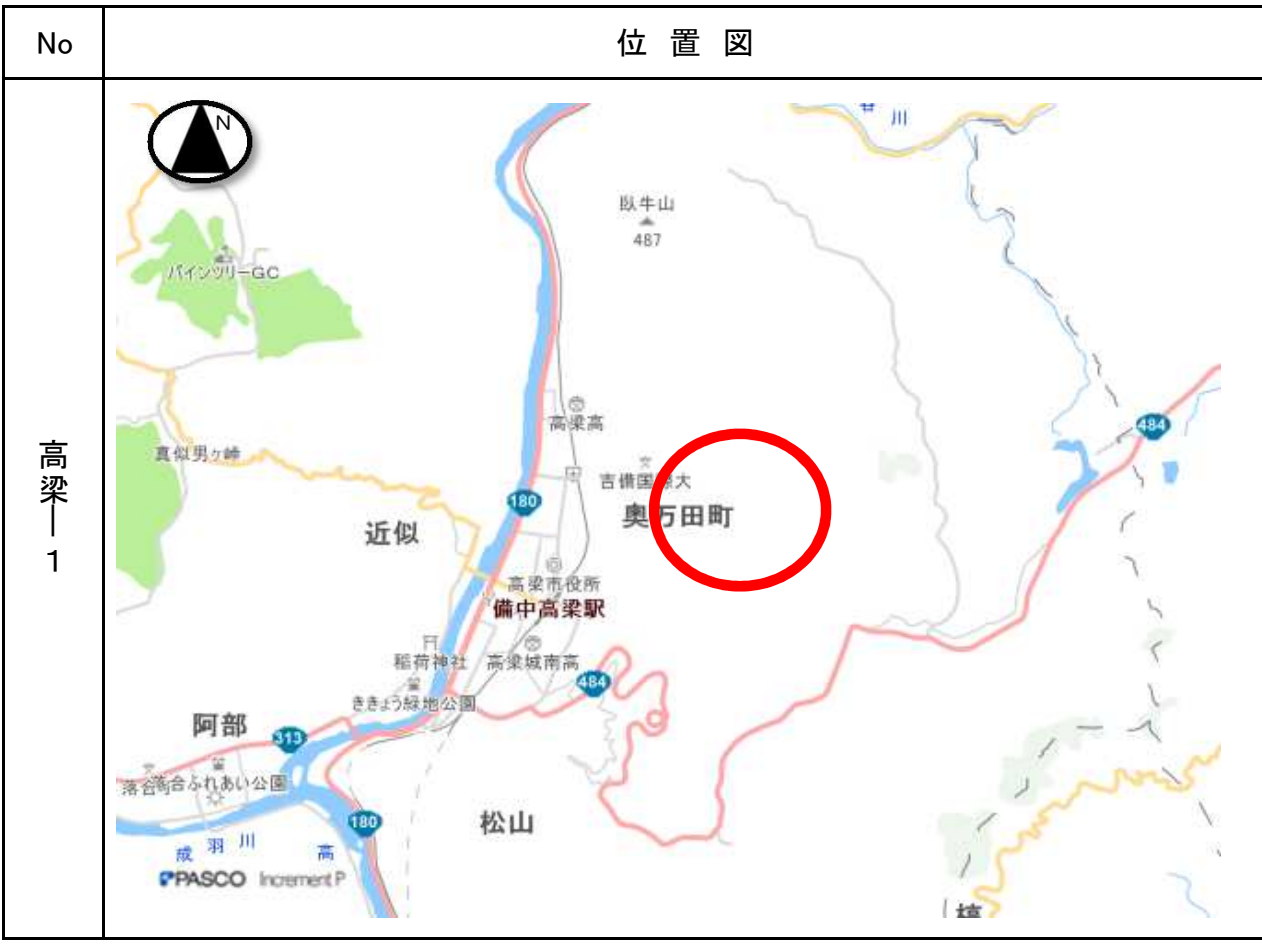 No
位置図
高梁―1
N
谷川
臥牛山
487
パインツリーGC
484
高梁高
真似男ヶ峠
吉備国際大
180
奥万田町
近似
高梁市役所
備中高梁駅
稲荷神社
高梁城南高
484
ききょう緑地公園
阿部
313
落合ふれあい公園
180
松山
成羽川
高
PASCO Increment P